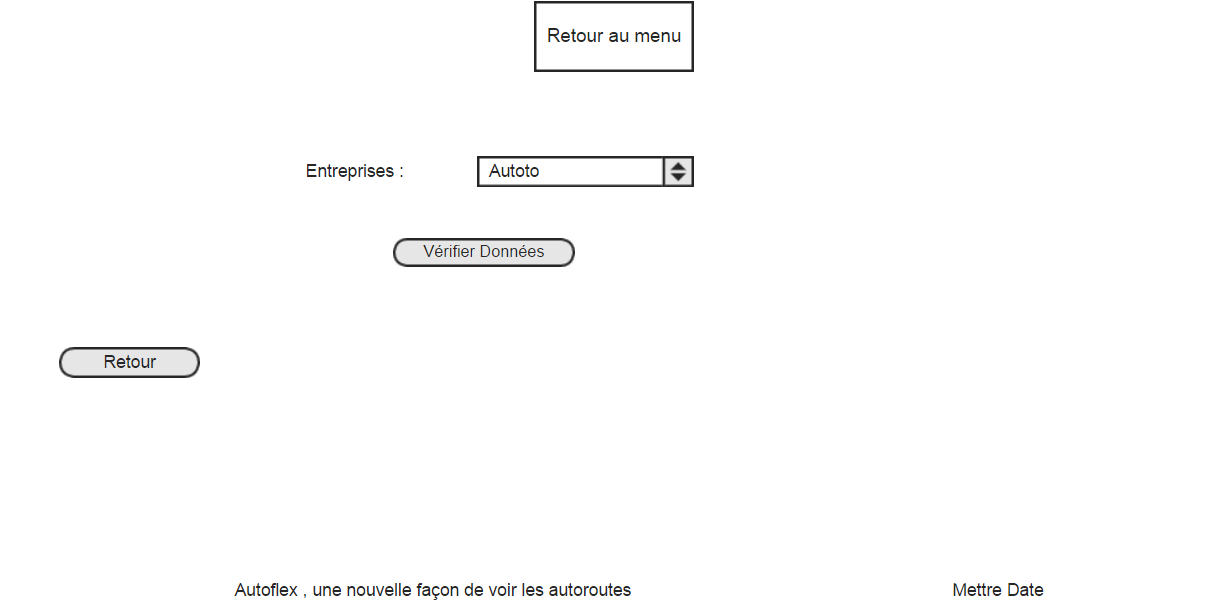 Retour au menu
Entreprises : Autoto
Vérifier Données
Retour
Autoflex , une nouvelle façon de voir les autoroutes Mettre Date